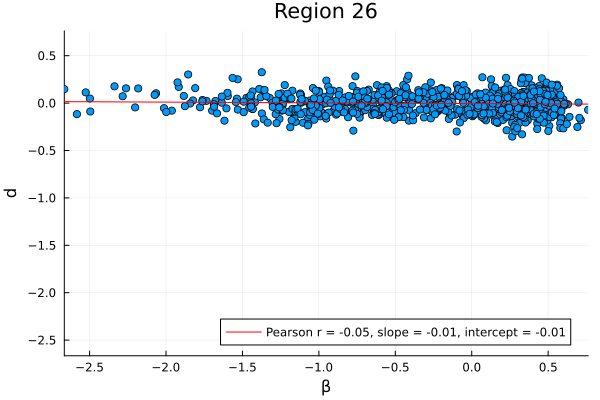 Region 26
0.5
0.0
−0.5
−1.0
−1.5
−2.0
−2.5
d
−2.5 −2.0 −1.5 −1.0 −0.5 0.0 0.5
β
Pearson r = -0.05, slope = -0.01, intercept = -0.01